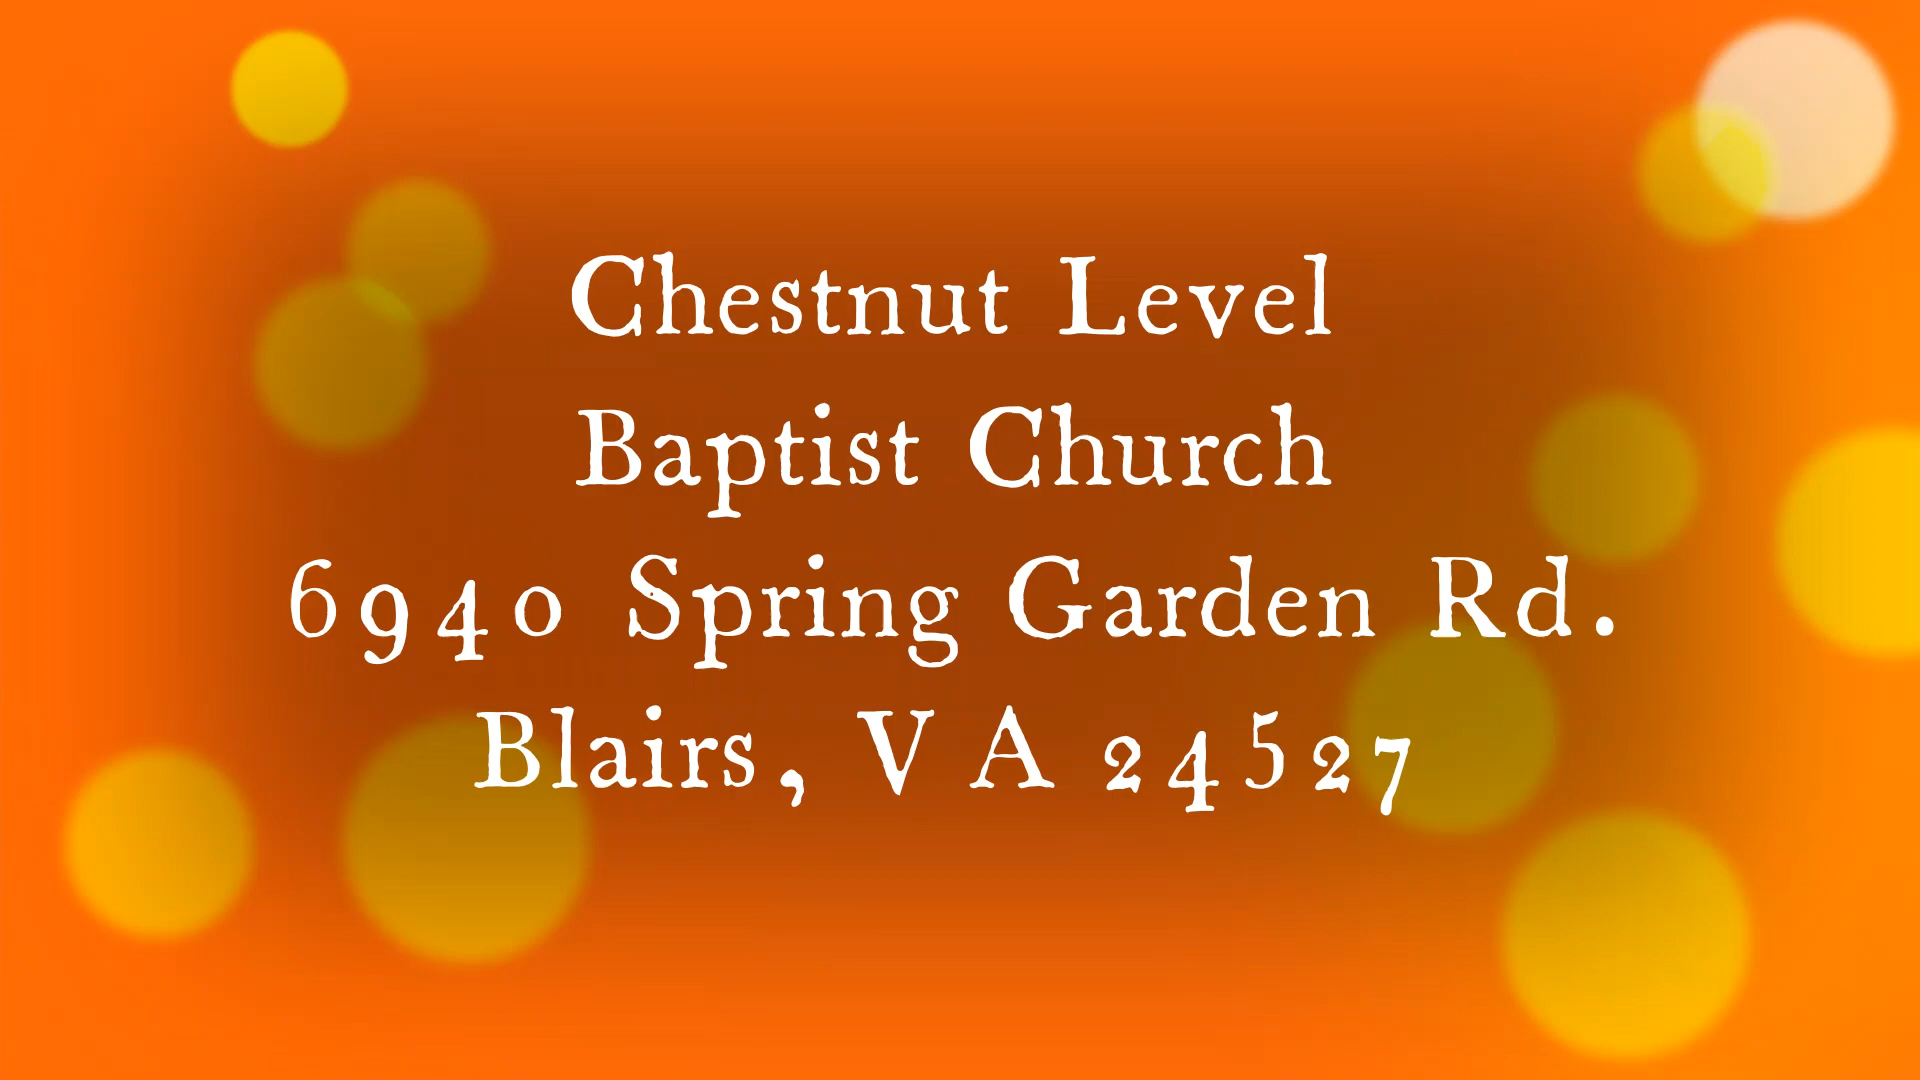 Chestnut Level
Baptist Church
6940 Spring Garden Rd.
Blairs, VA 24527